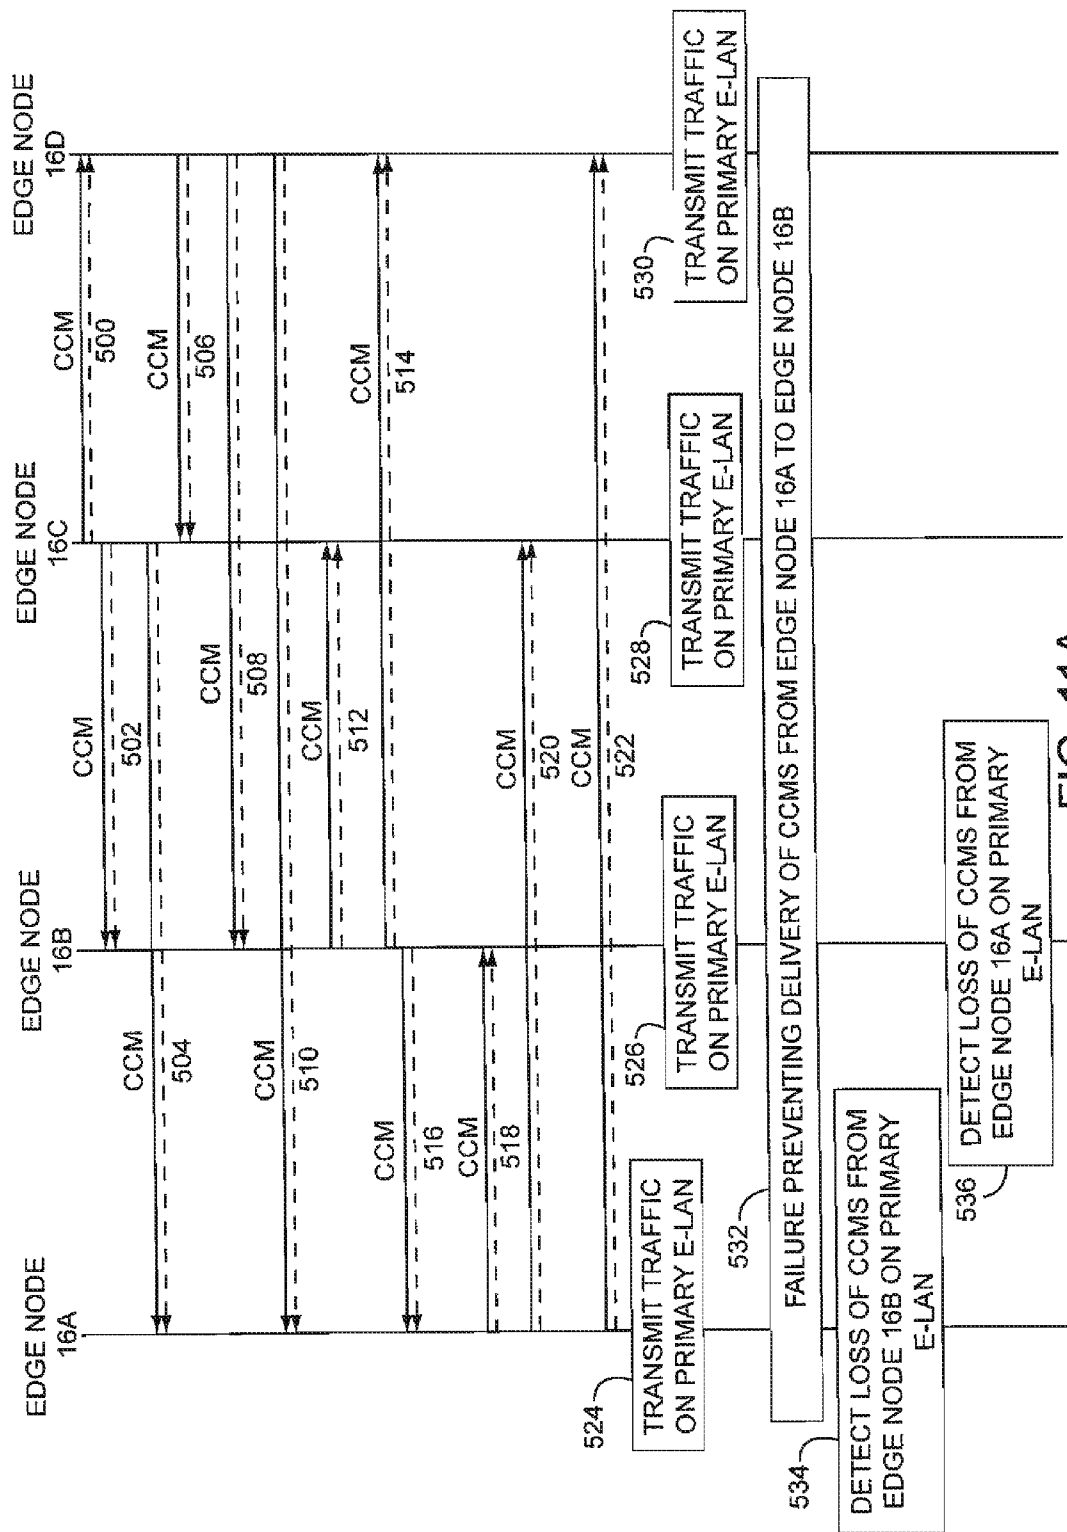 EDGE NODE
16A
EDGE NODE
16B
EDGE NODE
16C
EDGE NODE
16D
CCM
500
CCM
502
CCM
504
CCM
506
CCM
508
CCM
510
CCM
512
CCM
514
CCM
516
CCM
518
CCM
520
CCM
522
524
TRANSMIT TRAFFIC
ON PRIMARY E-LAN
526
TRANSMIT TRAFFIC
ON PRIMARY E-LAN
528
TRANSMIT TRAFFIC
ON PRIMARY E-LAN
530
TRANSMIT TRAFFIC
ON PRIMARY E-LAN
532
FAILURE PREVENTING DELIVERY OF CCMS FROM EDGE NODE 16A TO EDGE NODE 16B
534
DETECT LOSS OF CCMS FROM
EDGE NODE 16B ON PRIMARY
E-LAN
536
DETECT LOSS OF CCMS FROM
EDGE NODE 16A ON PRIMARY
E-LAN
FIG. 11A